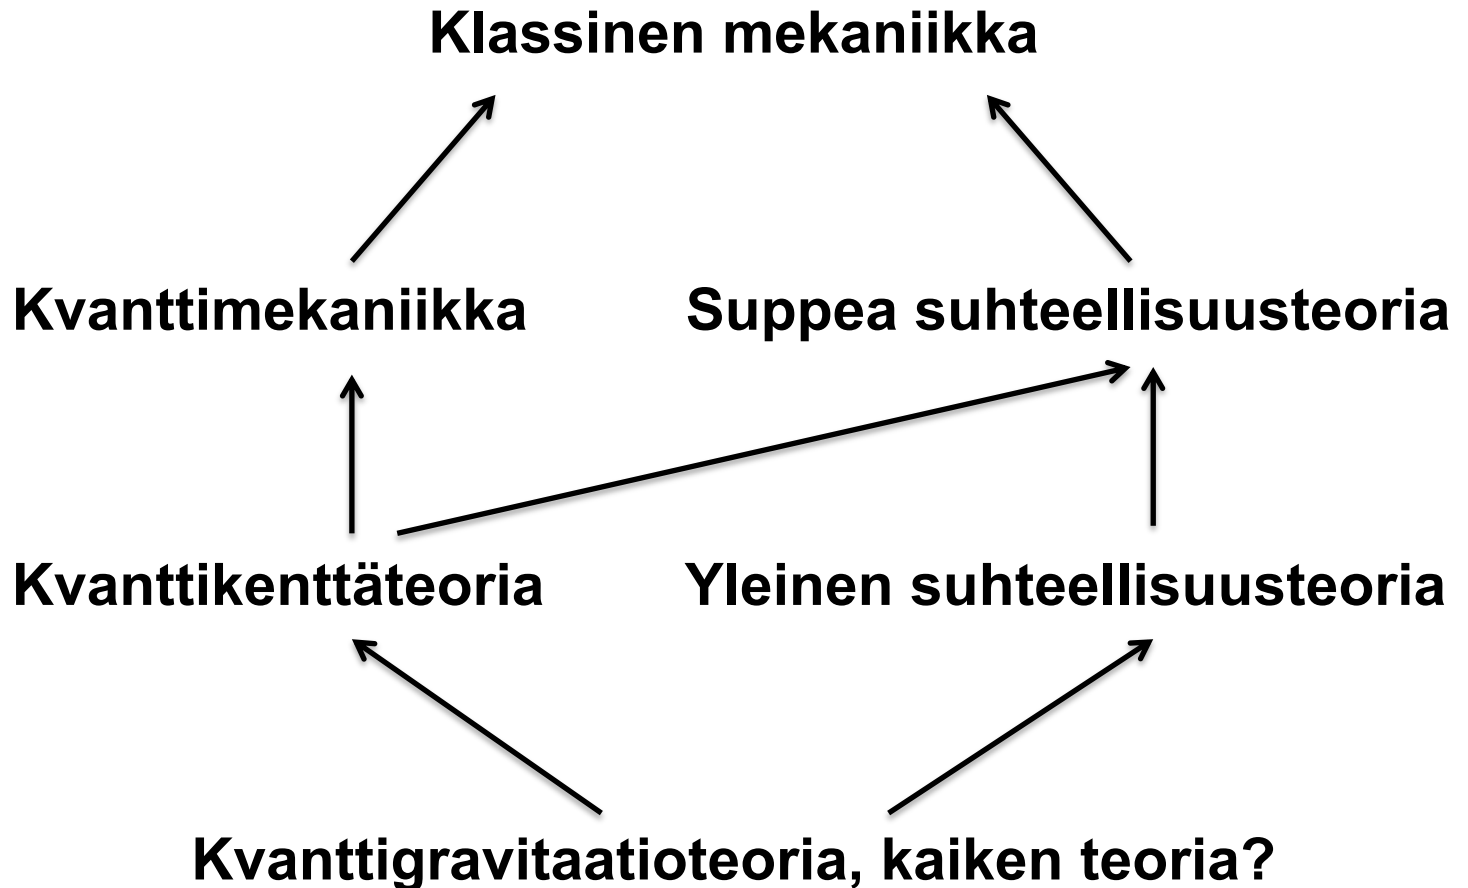 Klassinen mekaniikka
Kvanttimekaniikka
Suppea suhteellisuusteoria
Kvanttikenttäteoria
Yleinen suhteellisuusteoria
Kvanttigravitaatioteoria, kaiken teoria?